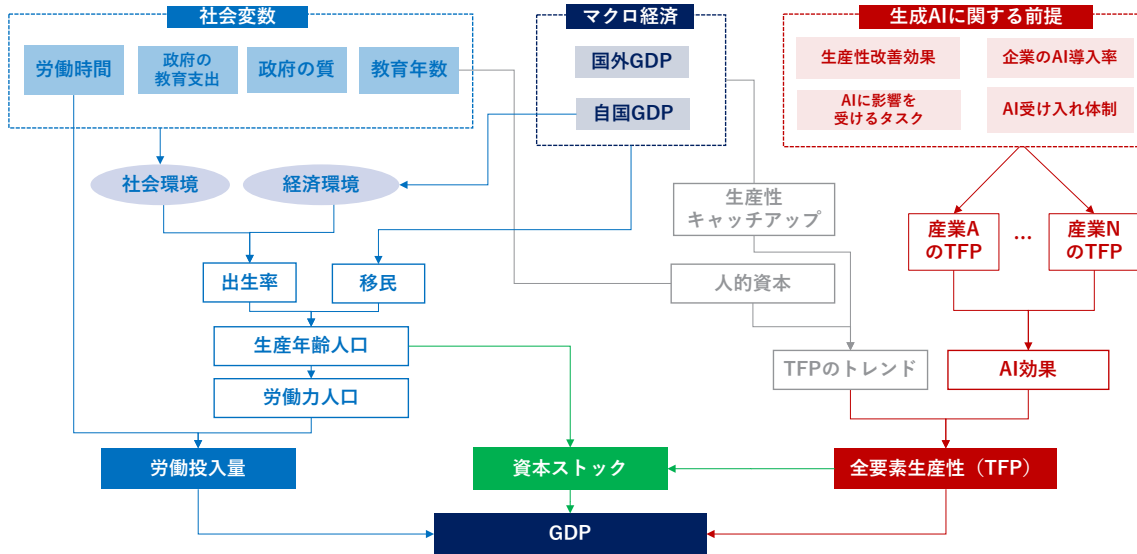 社会変数
マクロ経済
生成AIに関する前提
労働時間
政府の
教育支出
政府の質
教育年数
国外GDP
自国GDP
生産性改善効果
企業のAI導入率
AIに影響を
受けるタスク
AI受け入れ体制
社会環境
経済環境
生産性
キャッチアップ
産業A
のTFP
…
産業N
のTFP
出生率
移民
人的資本
生産年齢人口
TFPのトレンド
AI効果
労働力人口
労働投入量
資本ストック
全要素生産性（TFP）
GDP